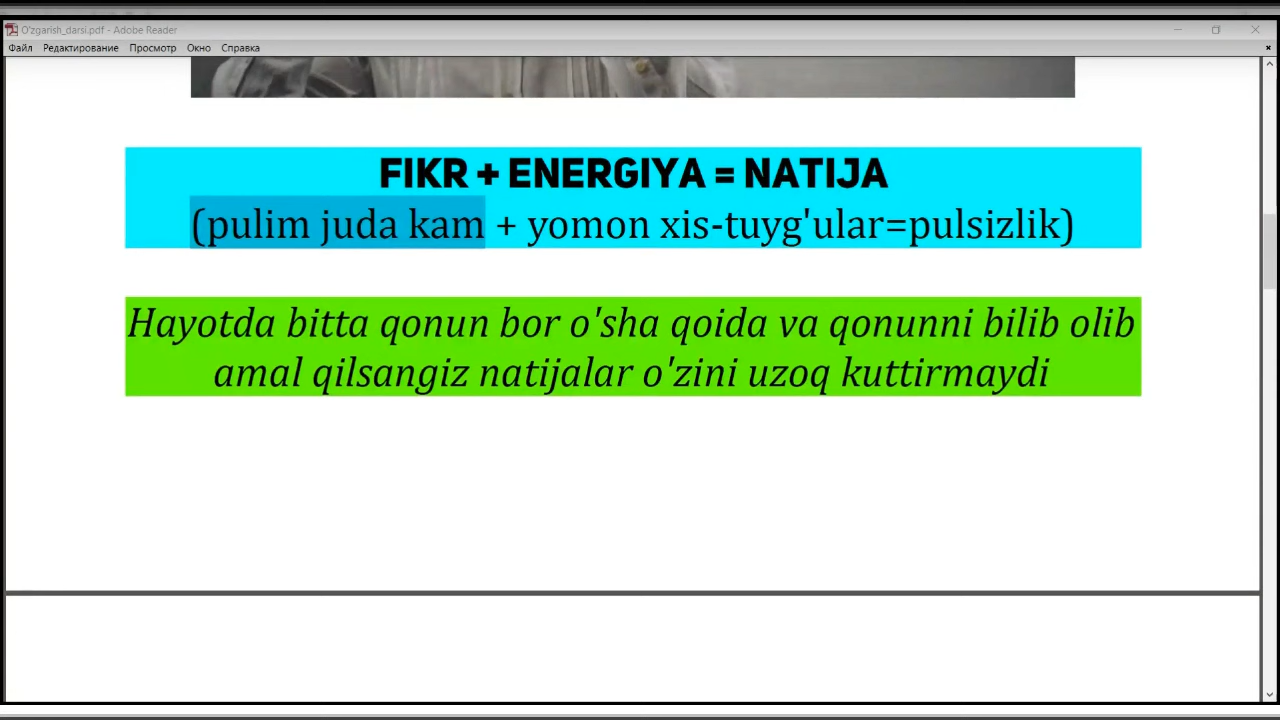 O'zgarish_darsi.pdf - Adobe Reader
Файл Редактирование Просмотр Окно Справка
FIKR + ENERGIYA = NATIJA
(pulim juda kam + yomon xis-tuyg'ular=pulsizlik)
Hayotda bitta qonun bor o'sha qoida va qonunni bilib olib
amal qilsangiz natijalar o'zini uzoq kuttirmaydi